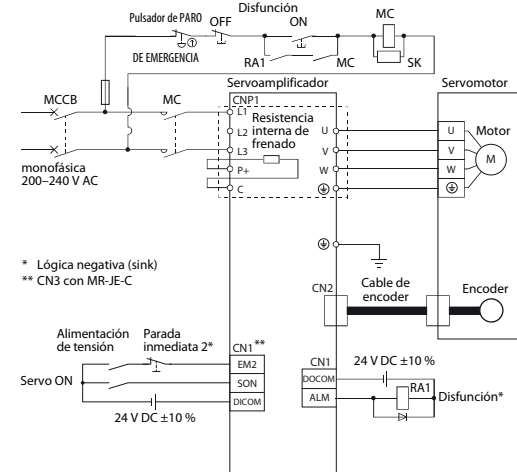 Disfunción
Pulsador de PARO
OFF
ON
MC
①
DE EMERGENCIA
RA1
MC
SK
Servoamplificador
Servomotor
MCCB
MC
CNP1
L1
L2
L3
P+
C
Resistencia
interna de
frenado
U
V
W
U
V
W
Motor
M
monofásica
200–240 V AC
* Lógica negativa (sink)
** CN3 con MR-JE-C
CN2
Cable de
encoder
Encoder
Alimentación
de tensión
Parada
inmediata 2*
CN1 **
EM2
SON
DICOM
Servo ON
24 V DC ±10 %
CN1
DOCOM
ALM
24 V DC ±10 %
RA1
Disfunción*